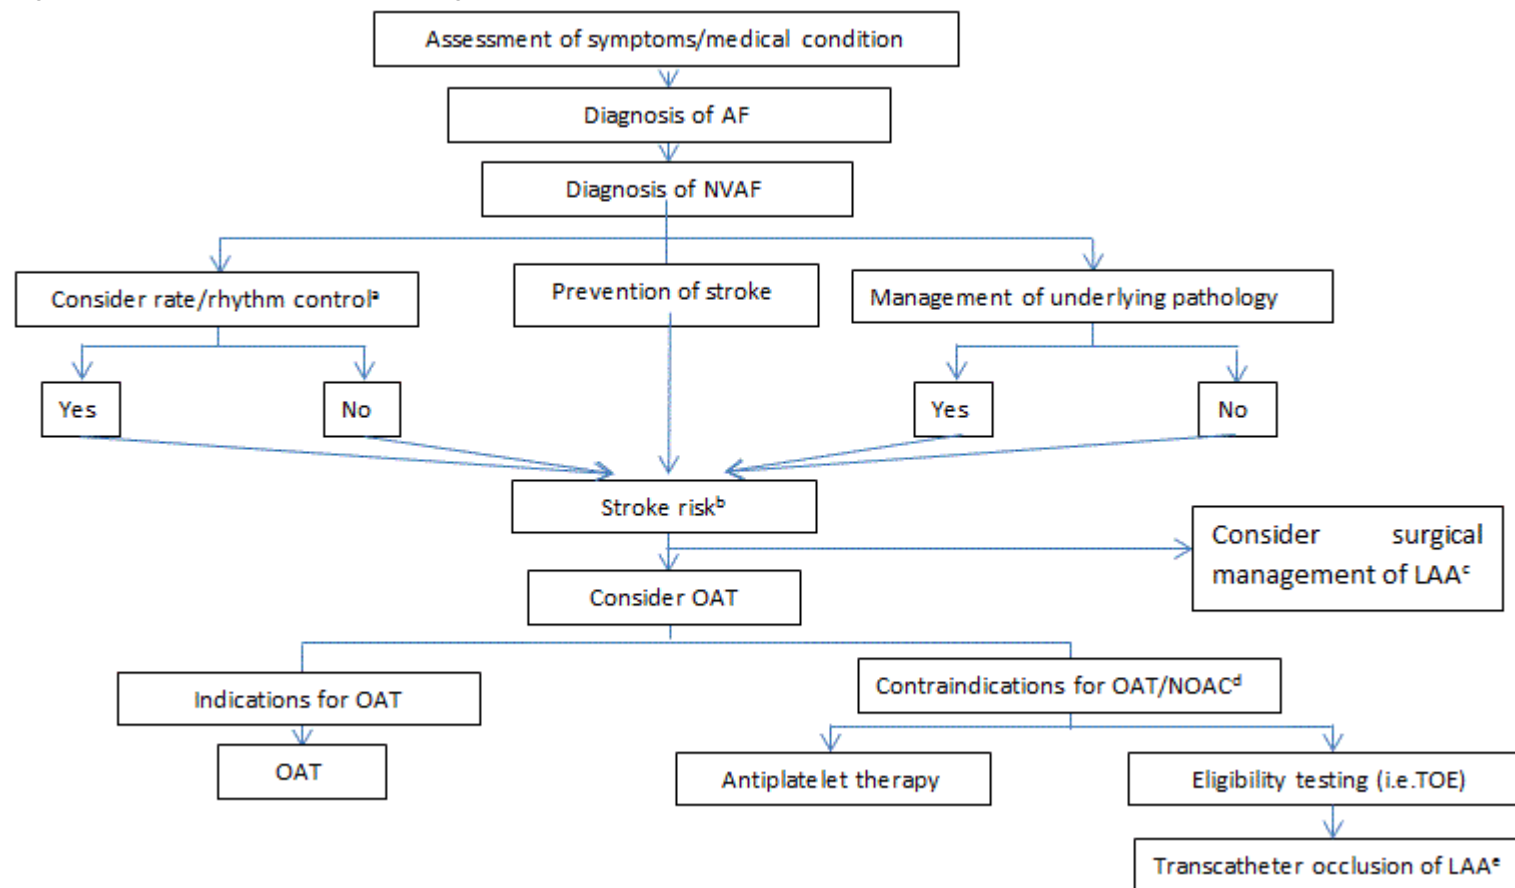 Assessment of symptoms/medical condition
Diagnosis of AF
Diagnosis of NVAF
Consider rate/rhythm controlᵃ
Prevention of stroke
Management of underlying pathology
Yes
No
Yes
No
Stroke riskᵇ
Consider surgical
management of LAAᶜ
Consider OAT
Indications for OAT
Contraindications for OAT/NOACᵈ
OAT
Antiplatelet therapy
Eligibility testing (i.e.TOE)
Transcatheter occlusion of LAAᵉ